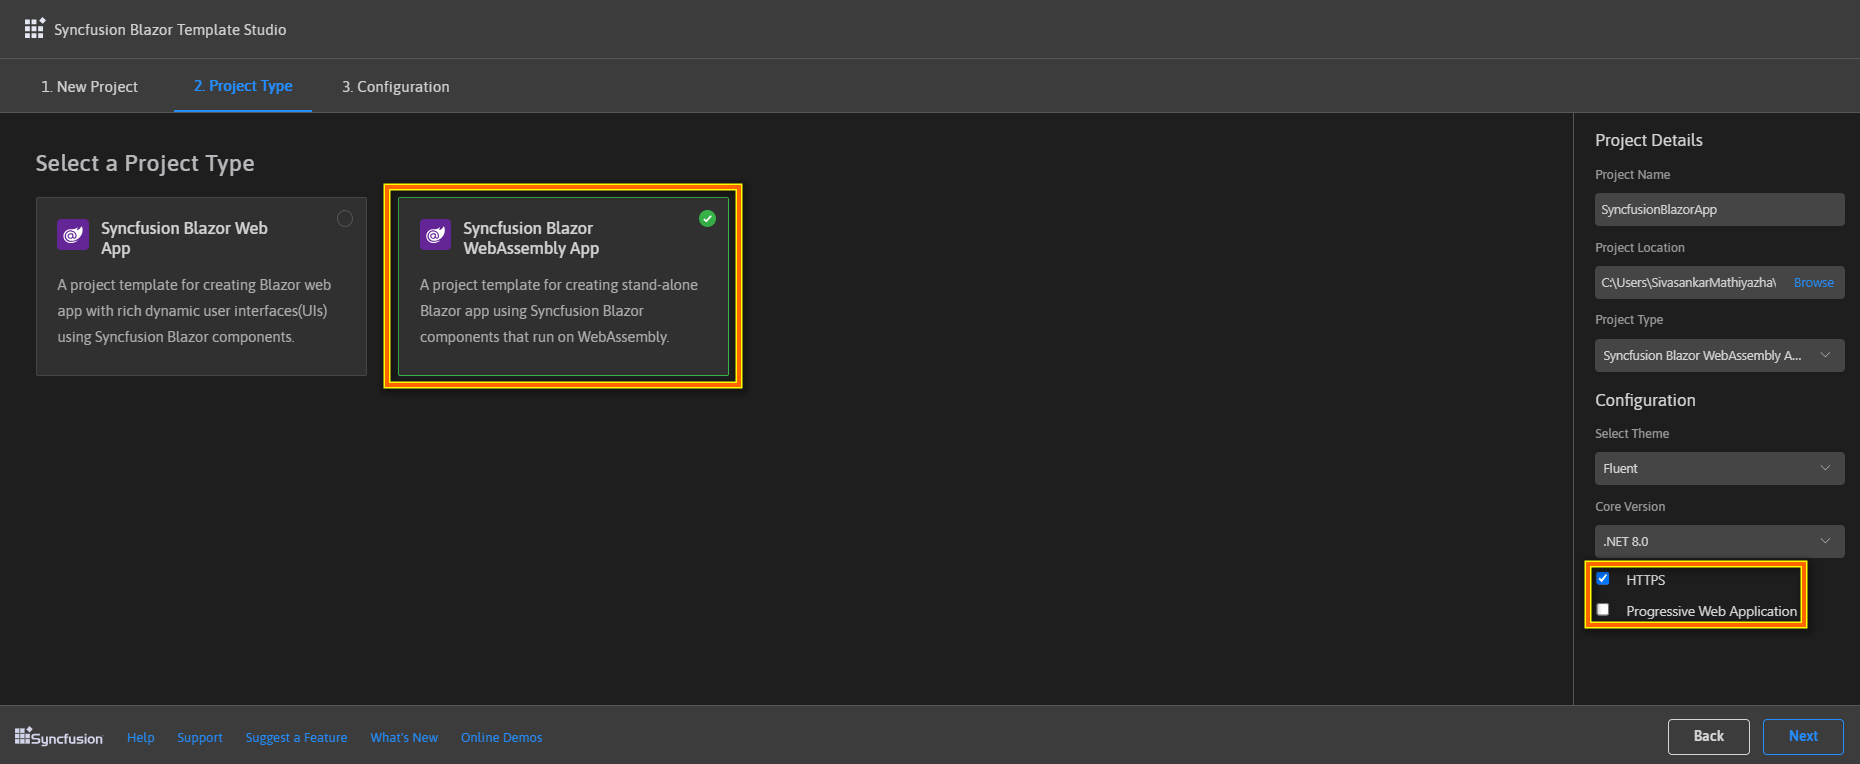 Syncfusion Blazor Template Studio
1. New Project
2. Project Type
3. Configuration
Select a Project Type
Syncfusion Blazor Web
App
A project template for creating Blazor web
app with rich dynamic user interfaces(UIs)
using Syncfusion Blazor components.
Syncfusion Blazor
WebAssembly App
A project template for creating stand-alone
Blazor app using Syncfusion Blazor
components that run on WebAssembly.
Project Details
Project Name
SyncfusionBlazorApp
Project Location
C:\Users\SivasankarMathiyazha\
Browse
Project Type
Syncfusion Blazor WebAssembly A...
Configuration
Select Theme
Fluent
Core Version
.NET 8.0
HTTPS
Progressive Web Application
Syncfusion
Help
Support
Suggest a Feature
What's New
Online Demos
Back
Next